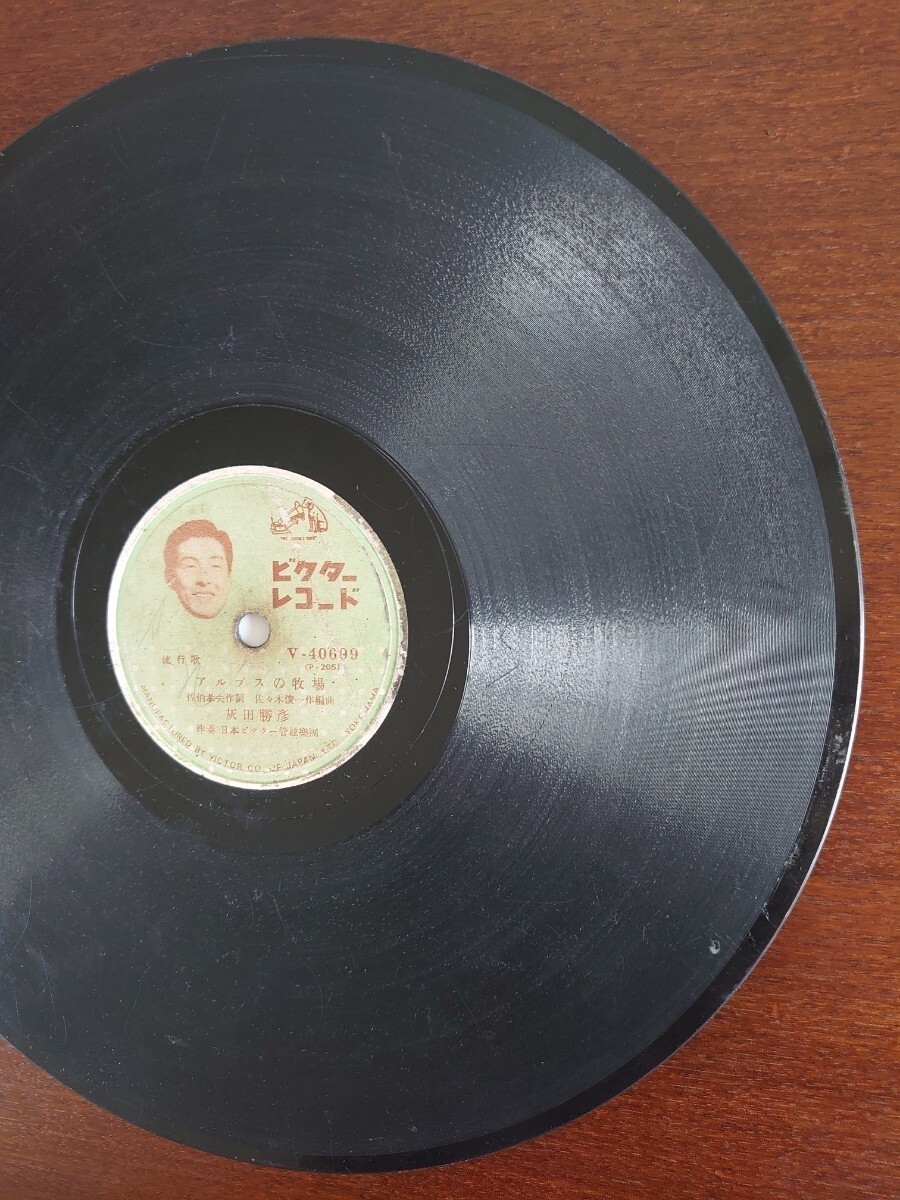 "HIS MASTER'S VOICE"
ビクター
レコード
V-40699
(P-2051)
流行歌
アルプスの牧場
佐伯孝夫作詞 佐々木俊一作編曲
灰田勝彦
伴奏 日本ビクター管絃樂團
MANUFACTURED BY VICTOR CO. OF JAPAN, LTD., YOKOHAMA